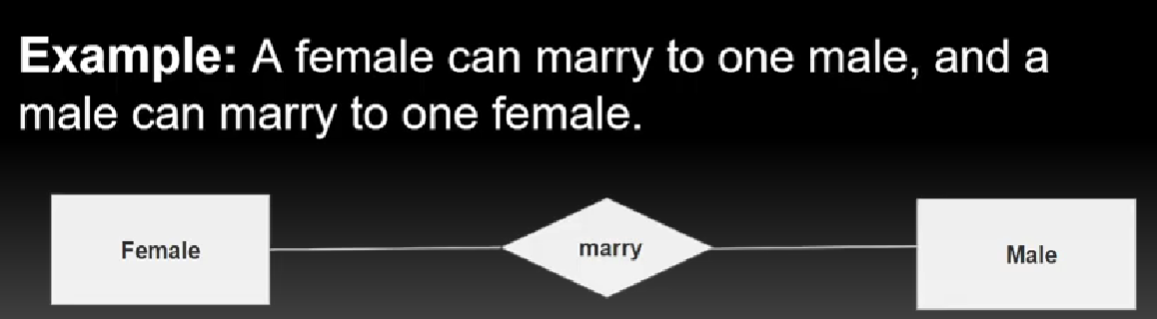 Example: A female can marry to one male, and a
male can marry to one female.
Female
marry
Male